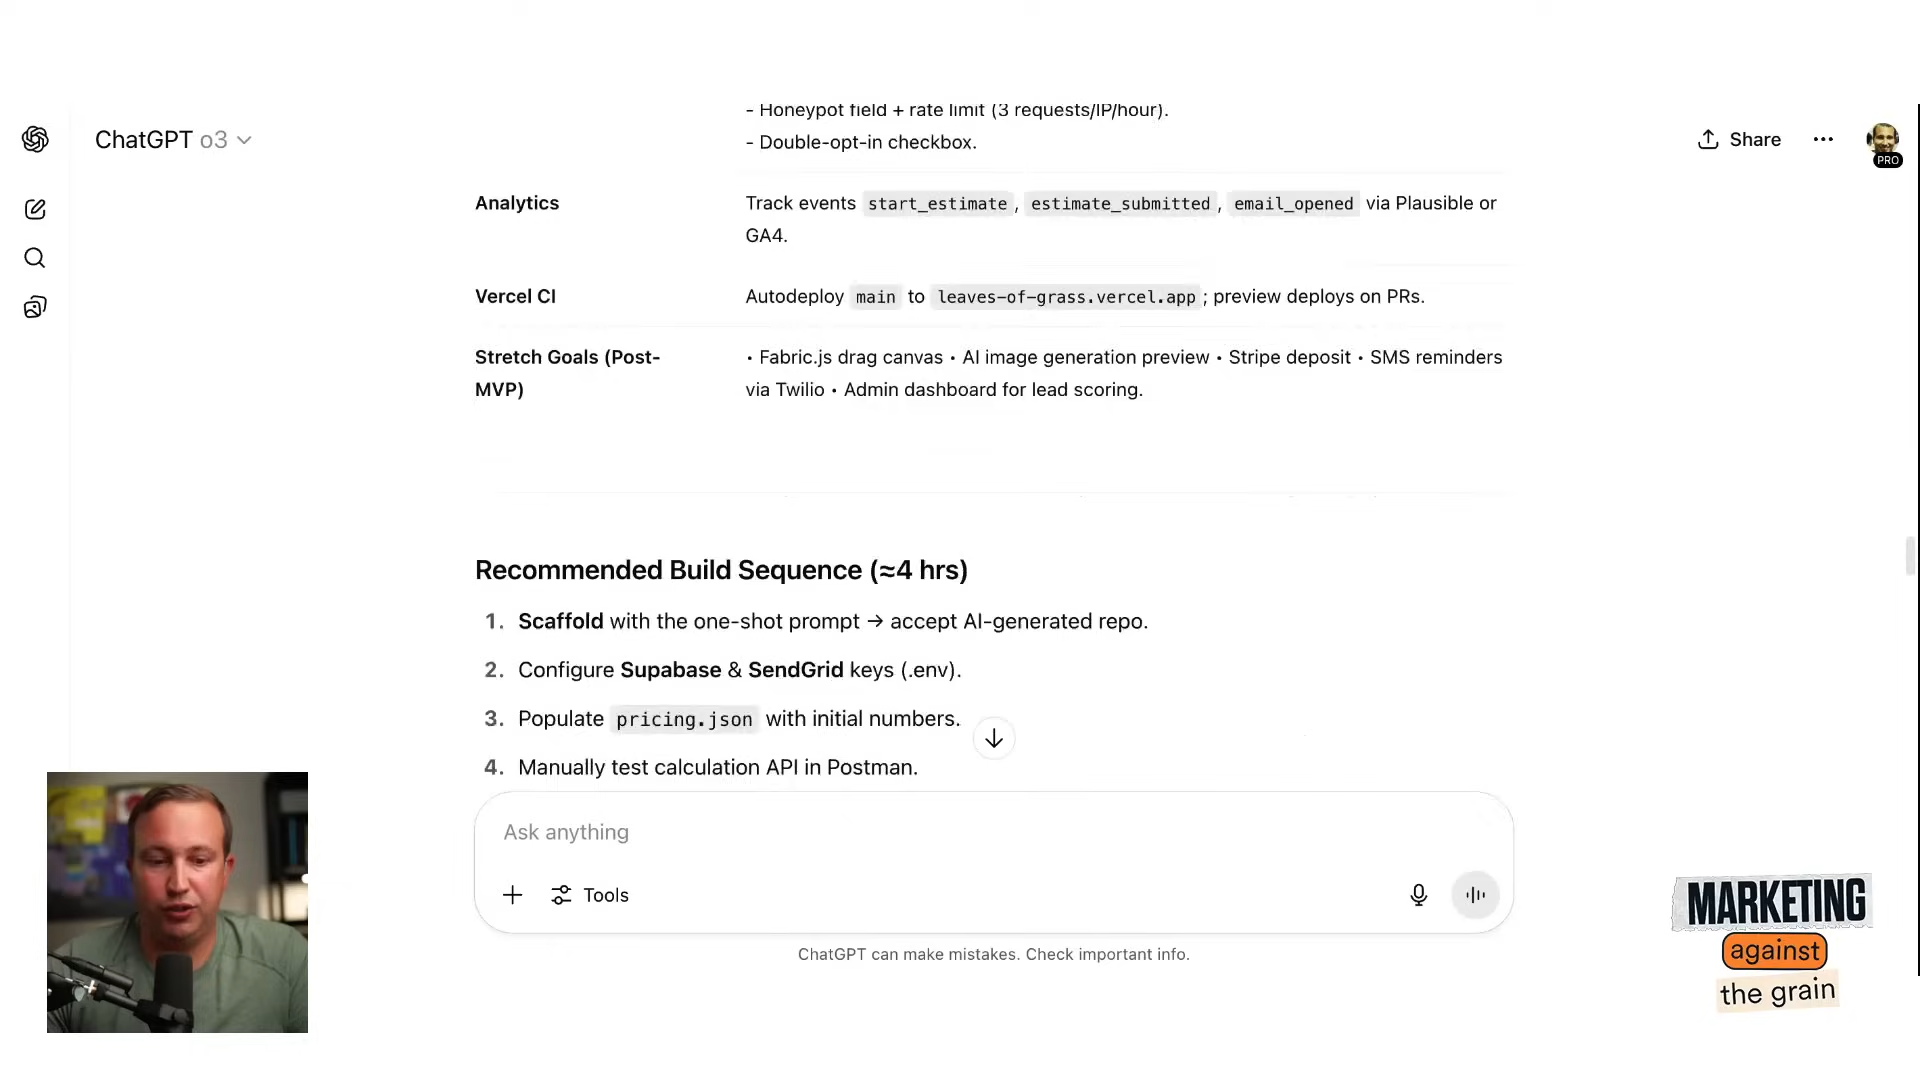 - Honeypot field + rate limit (3 requests/IP/hour).
ChatGPT o3
Share
PRO
- Double-opt-in checkbox.
Analytics
Track events start_estimate, estimate_submitted, email_opened via Plausible or
GA4.
Vercel CI
Autodeploy main to leaves-of-grass.vercel.app; preview deploys on PRs.
Stretch Goals (Post-
MVP)
• Fabric.js drag canvas • AI image generation preview • Stripe deposit • SMS reminders
via Twilio • Admin dashboard for lead scoring.
Recommended Build Sequence (≈4 hrs)
1. Scaffold with the one-shot prompt → accept AI-generated repo.
2. Configure Supabase & SendGrid keys (.env).
3. Populate pricing.json with initial numbers.
4. Manually test calculation API in Postman.
Ask anything
Tools
ChatGPT can make mistakes. Check important info.
MARKETING
against
the grain